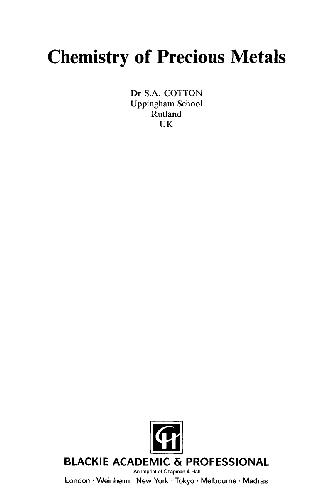 Chemistry of Precious Metals
Dr S.A. COTTON
Uppingham School
Rutland
UK
CH
BLACKIE ACADEMIC & PROFESSIONAL
An Imprint of Chapman & Hall
London · Weinheim · New York · Tokyo · Melbourne · Madras